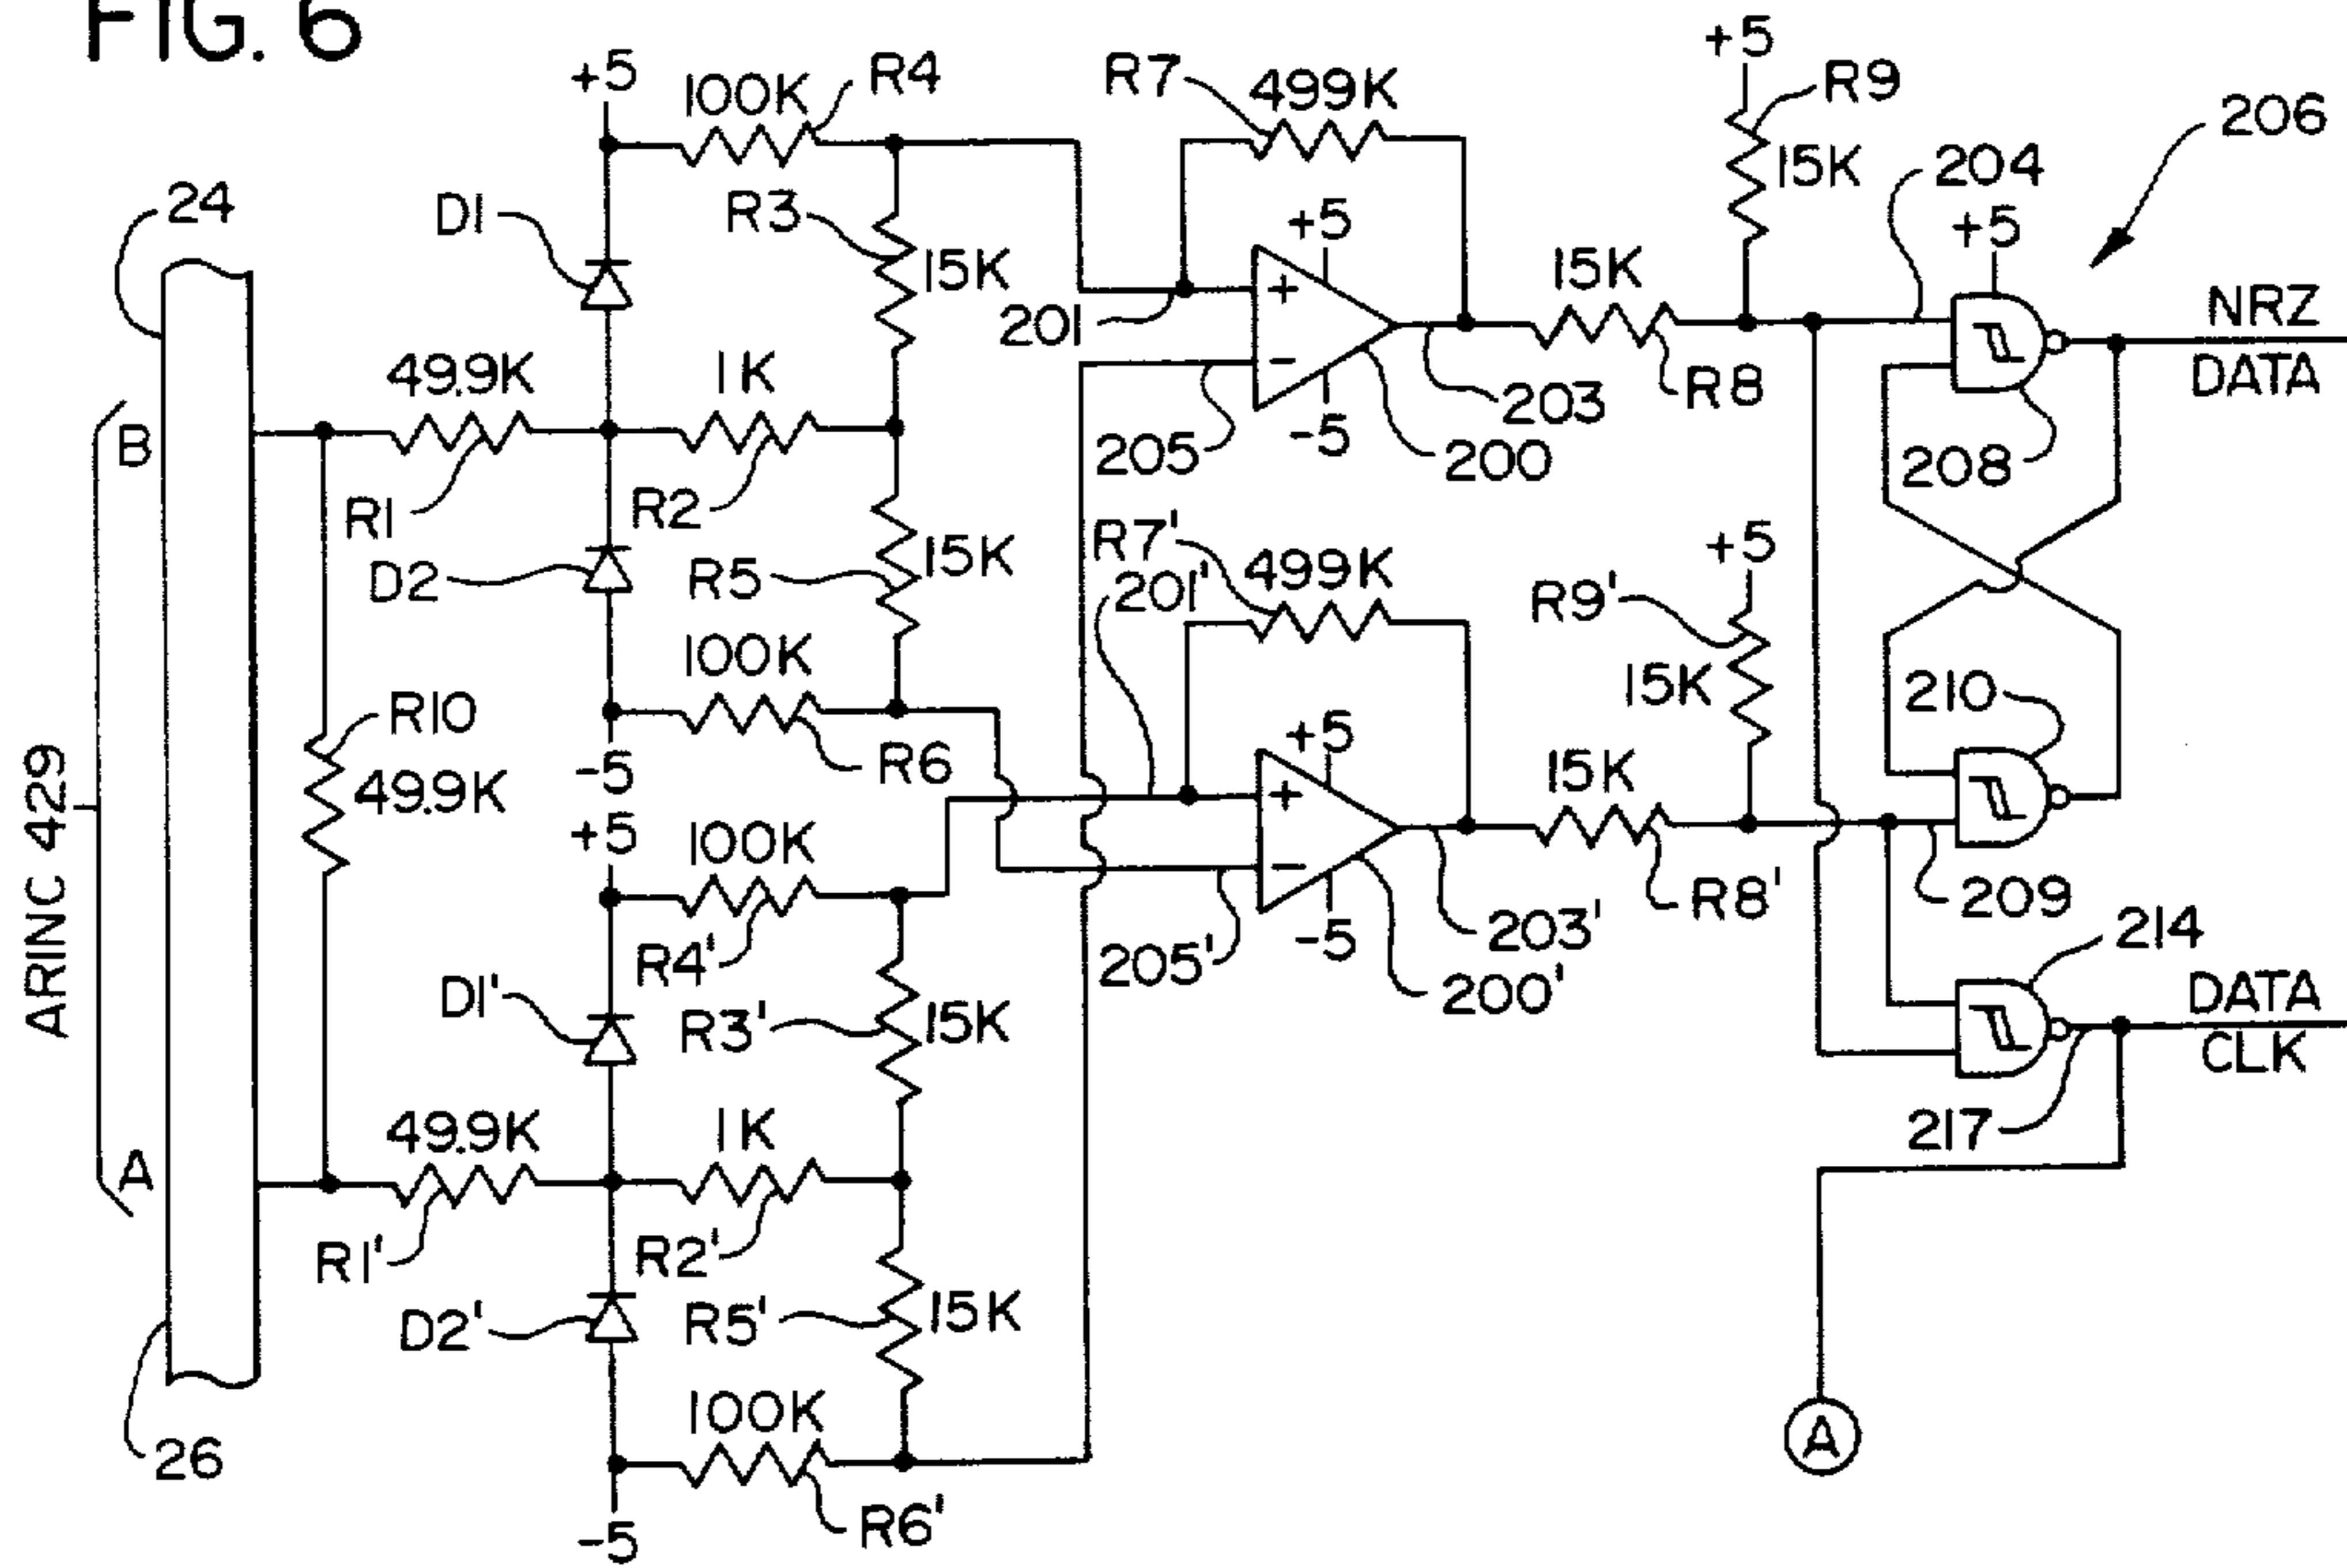 FIG. 6
+5
100K
R4
R7
499K
+5
R9
206
24
D1
R3
15K
+5
15K
204
+5
201
15K
NRZ
DATA
49.9K
1K
203
R8
-5
B
205
200
208
R1
R2
D2
R5
15K
R7'
499K
201'
+5
R9'
100K
15K
210
R10
49.9K
-5
R6
+5
15K
ARINC 429
+5
100K
R8'
209
203'
-5
214
R4'
205'
200'
D1'
R3'
15K
DATA
CLK
49.9K
1K
217
A
R1'
R2'
D2'
R5'
15K
100K
A
26
R6'
-5